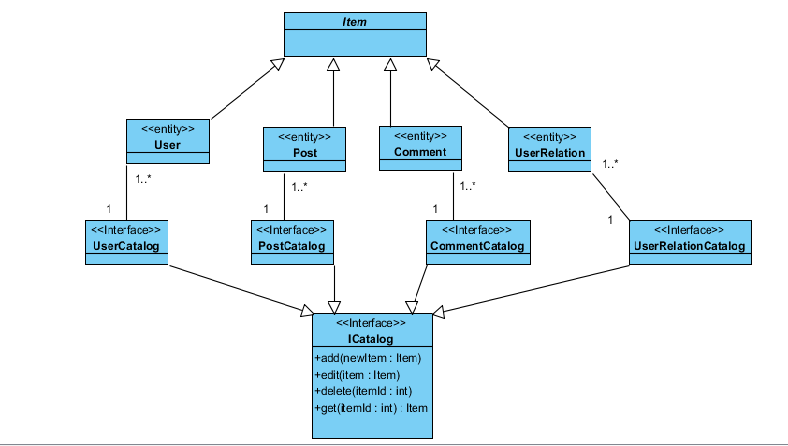 Item
<<entity>>
User
<<entity>>
Post
<<entity>>
Comment
<<entity>>
UserRelation
1..*
1..*
1..*
1..*
1
1
1
1
<<Interface>>
UserCatalog
<<Interface>>
PostCatalog
<<Interface>>
CommentCatalog
<<Interface>>
UserRelationCatalog
<<Interface>>
ICatalog
+add(newItem : Item)
+edit(item : Item)
+delete(itemId : int)
+get(itemId : int) : Item